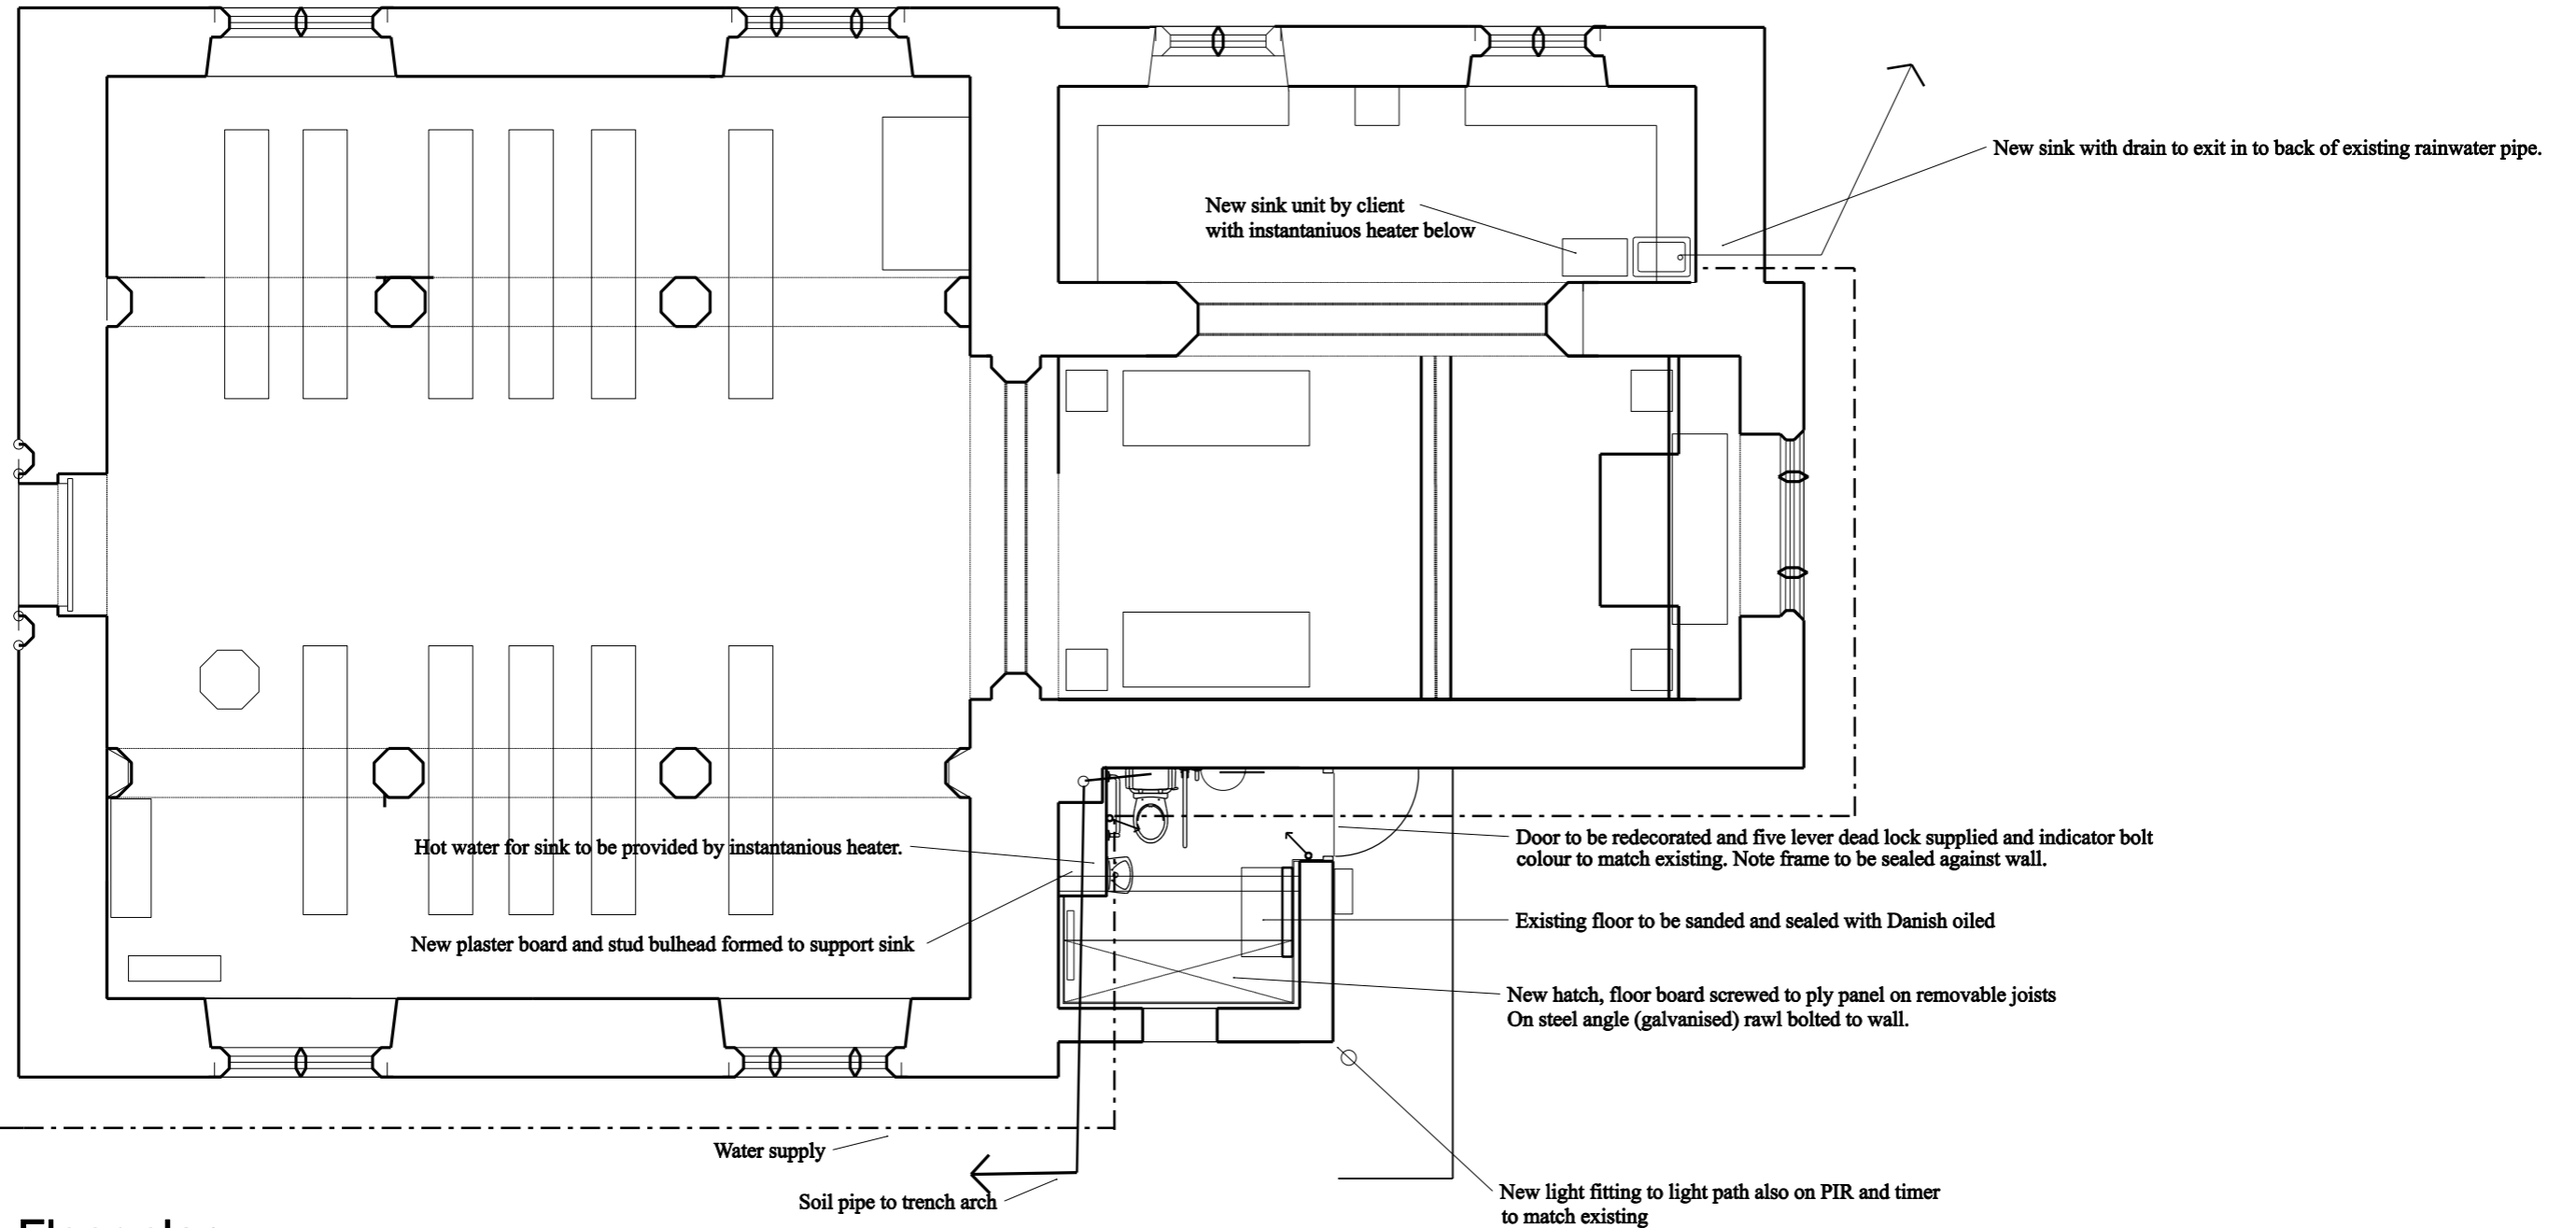 New sink with drain to exit in to back of existing rainwater pipe.
New sink unit by client
with instantaniuos heater below
Hot water for sink to be provided by instantanious heater.
Door to be redecorated and five lever dead lock supplied and indicator bolt
colour to match existing. Note frame to be sealed against wall.
Existing floor to be sanded and sealed with Danish oiled
New plaster board and stud bulhead formed to support sink
New hatch, floor board screwed to ply panel on removable joists
On steel angle (galvanised) rawl bolted to wall.
Water supply
Soil pipe to trench arch
New light fitting to light path also on PIR and timer
to match existing